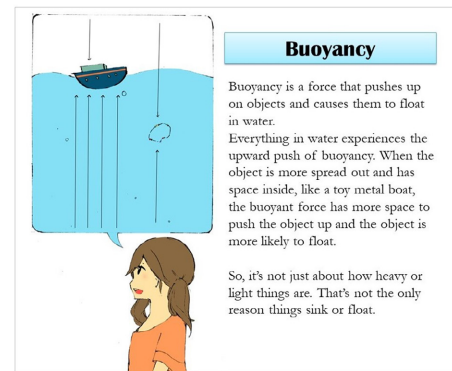 Buoyancy
Buoyancy is a force that pushes up
on objects and causes them to float
in water.
Everything in water experiences the
upward push of buoyancy. When the
object is more spread out and has
space inside, like a toy metal boat,
the buoyant force has more space to
push the object up and the object is
more likely to float.
So, it's not just about how heavy or
light things are. That's not the only
reason things sink or float.